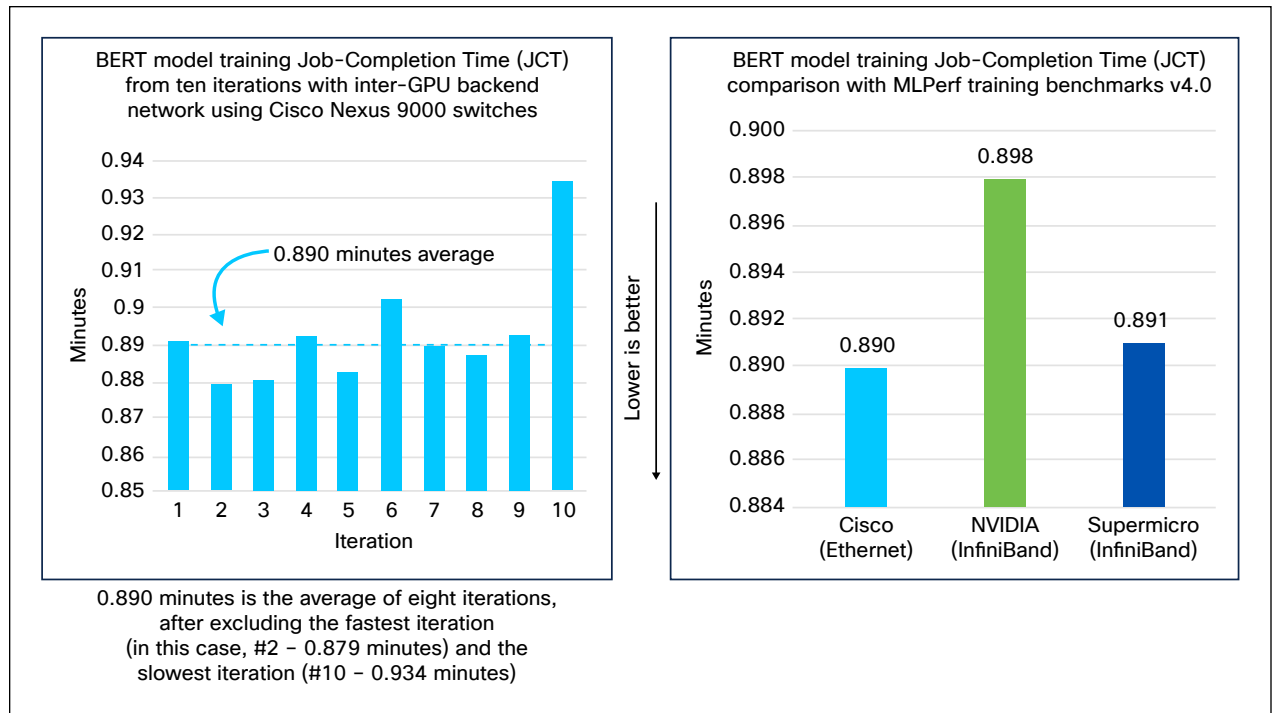 BERT model training Job-Completion Time (JCT)
from ten iterations with inter-GPU backend
network using Cisco Nexus 9000 switches
Minutes
0.94
0.93
0.92
0.91
0.9
0.89
0.88
0.87
0.86
0.85
0.890 minutes average
1 2 3 4 5 6 7 8 9 10
Iteration
0.890 minutes is the average of eight iterations,
after excluding the fastest iteration
(in this case, #2 – 0.879 minutes) and the
slowest iteration (#10 – 0.934 minutes)
Lower is better
BERT model training Job-Completion Time (JCT)
comparison with MLPerf training benchmarks v4.0
Minutes
0.900
0.898
0.896
0.894
0.892
0.890
0.888
0.886
0.884
0.890
0.898
0.891
Cisco
(Ethernet)
NVIDIA
(InfiniBand)
Supermicro
(InfiniBand)